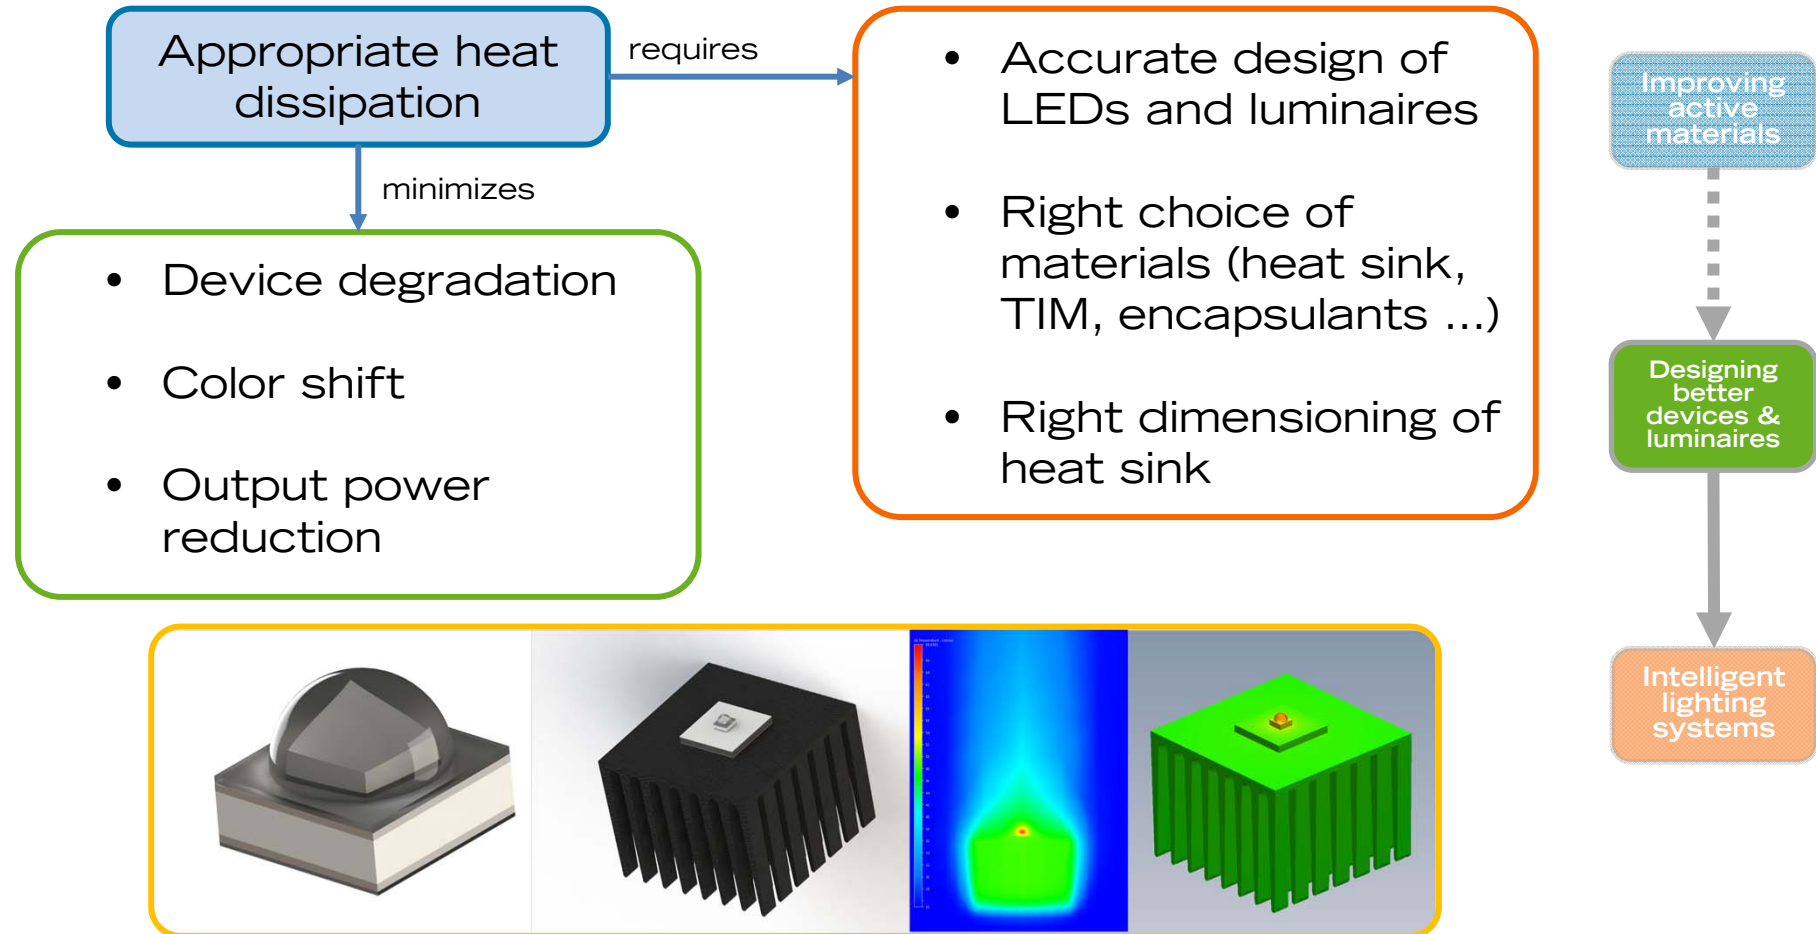 Appropriate heat
dissipation
requires
minimizes
• Accurate design of
LEDs and luminaires
• Right choice of
materials (heat sink,
TIM, encapsulants ...)
• Right dimensioning of
heat sink
• Device degradation
• Color shift
• Output power
reduction
Improving
active
materials
Designing
better
devices &
luminaires
Intelligent
lighting
systems